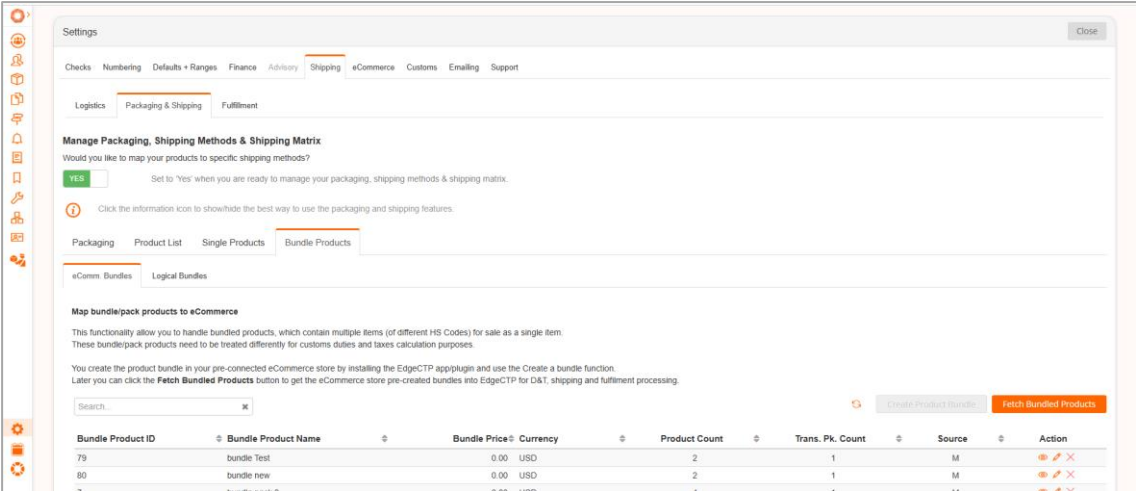 Settings
Close
Checks Numbering Defaults + Ranges Finance Advisory Shipping eCommerce Customs Emailing Support
Logistics Packaging & Shipping Fulfillment
Manage Packaging, Shipping Methods & Shipping Matrix
Would you like to map your products to specific shipping methods?
YES Set to 'Yes' when you are ready to manage your packaging, shipping methods & shipping matrix.
Click the information icon to show/hide the best way to use the packaging and shipping features.
Packaging Product List Single Products Bundle Products
eComm. Bundles Logical Bundles
Map bundle/pack products to eCommerce
This functionality allow you to handle bundled products, which contain multiple items (of different HS Codes) for sale as a single item.
These bundle/pack products need to be treated differently for customs duties and taxes calculation purposes.
You create the product bundle in your pre-connected eCommerce store by installing the EdgeCTP app/plugin and use the Create a bundle function.
Later you can click the Fetch Bundled Products button to get the eCommerce store pre-created bundles into EdgeCTP for D&T, shipping and fulfilment processing.
Search... Create Product Bundle Fetch Bundled Products
Bundle Product ID Bundle Product Name Bundle Price Currency Product Count Trans. Pk. Count Source Action
79 bundle Test 0.00 USD 2 1 M
80 bundle new 0.00 USD 2 1 M